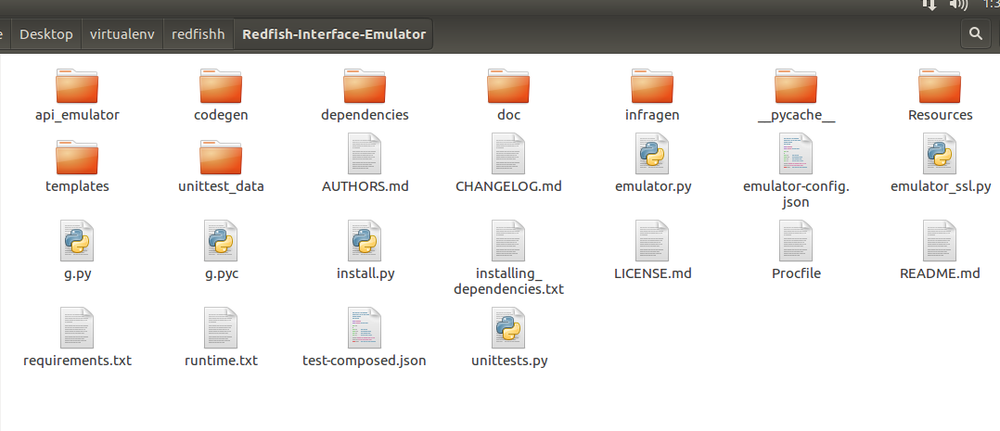 1:3
e
Desktop
virtualenv
redfishh
Redfish-Interface-Emulator
api_emulator
codegen
dependencies
doc
infragen
__pycache__
Resources
templates
unittest_data
AUTHORS.md
CHANGELOG.md
emulator.py
emulator-config.
json
emulator_ssl.py
g.py
g.pyc
install.py
installing_
dependencies.txt
LICENSE.md
Procfile
README.md
requirements.txt
runtime.txt
test-composed.json
unittests.py